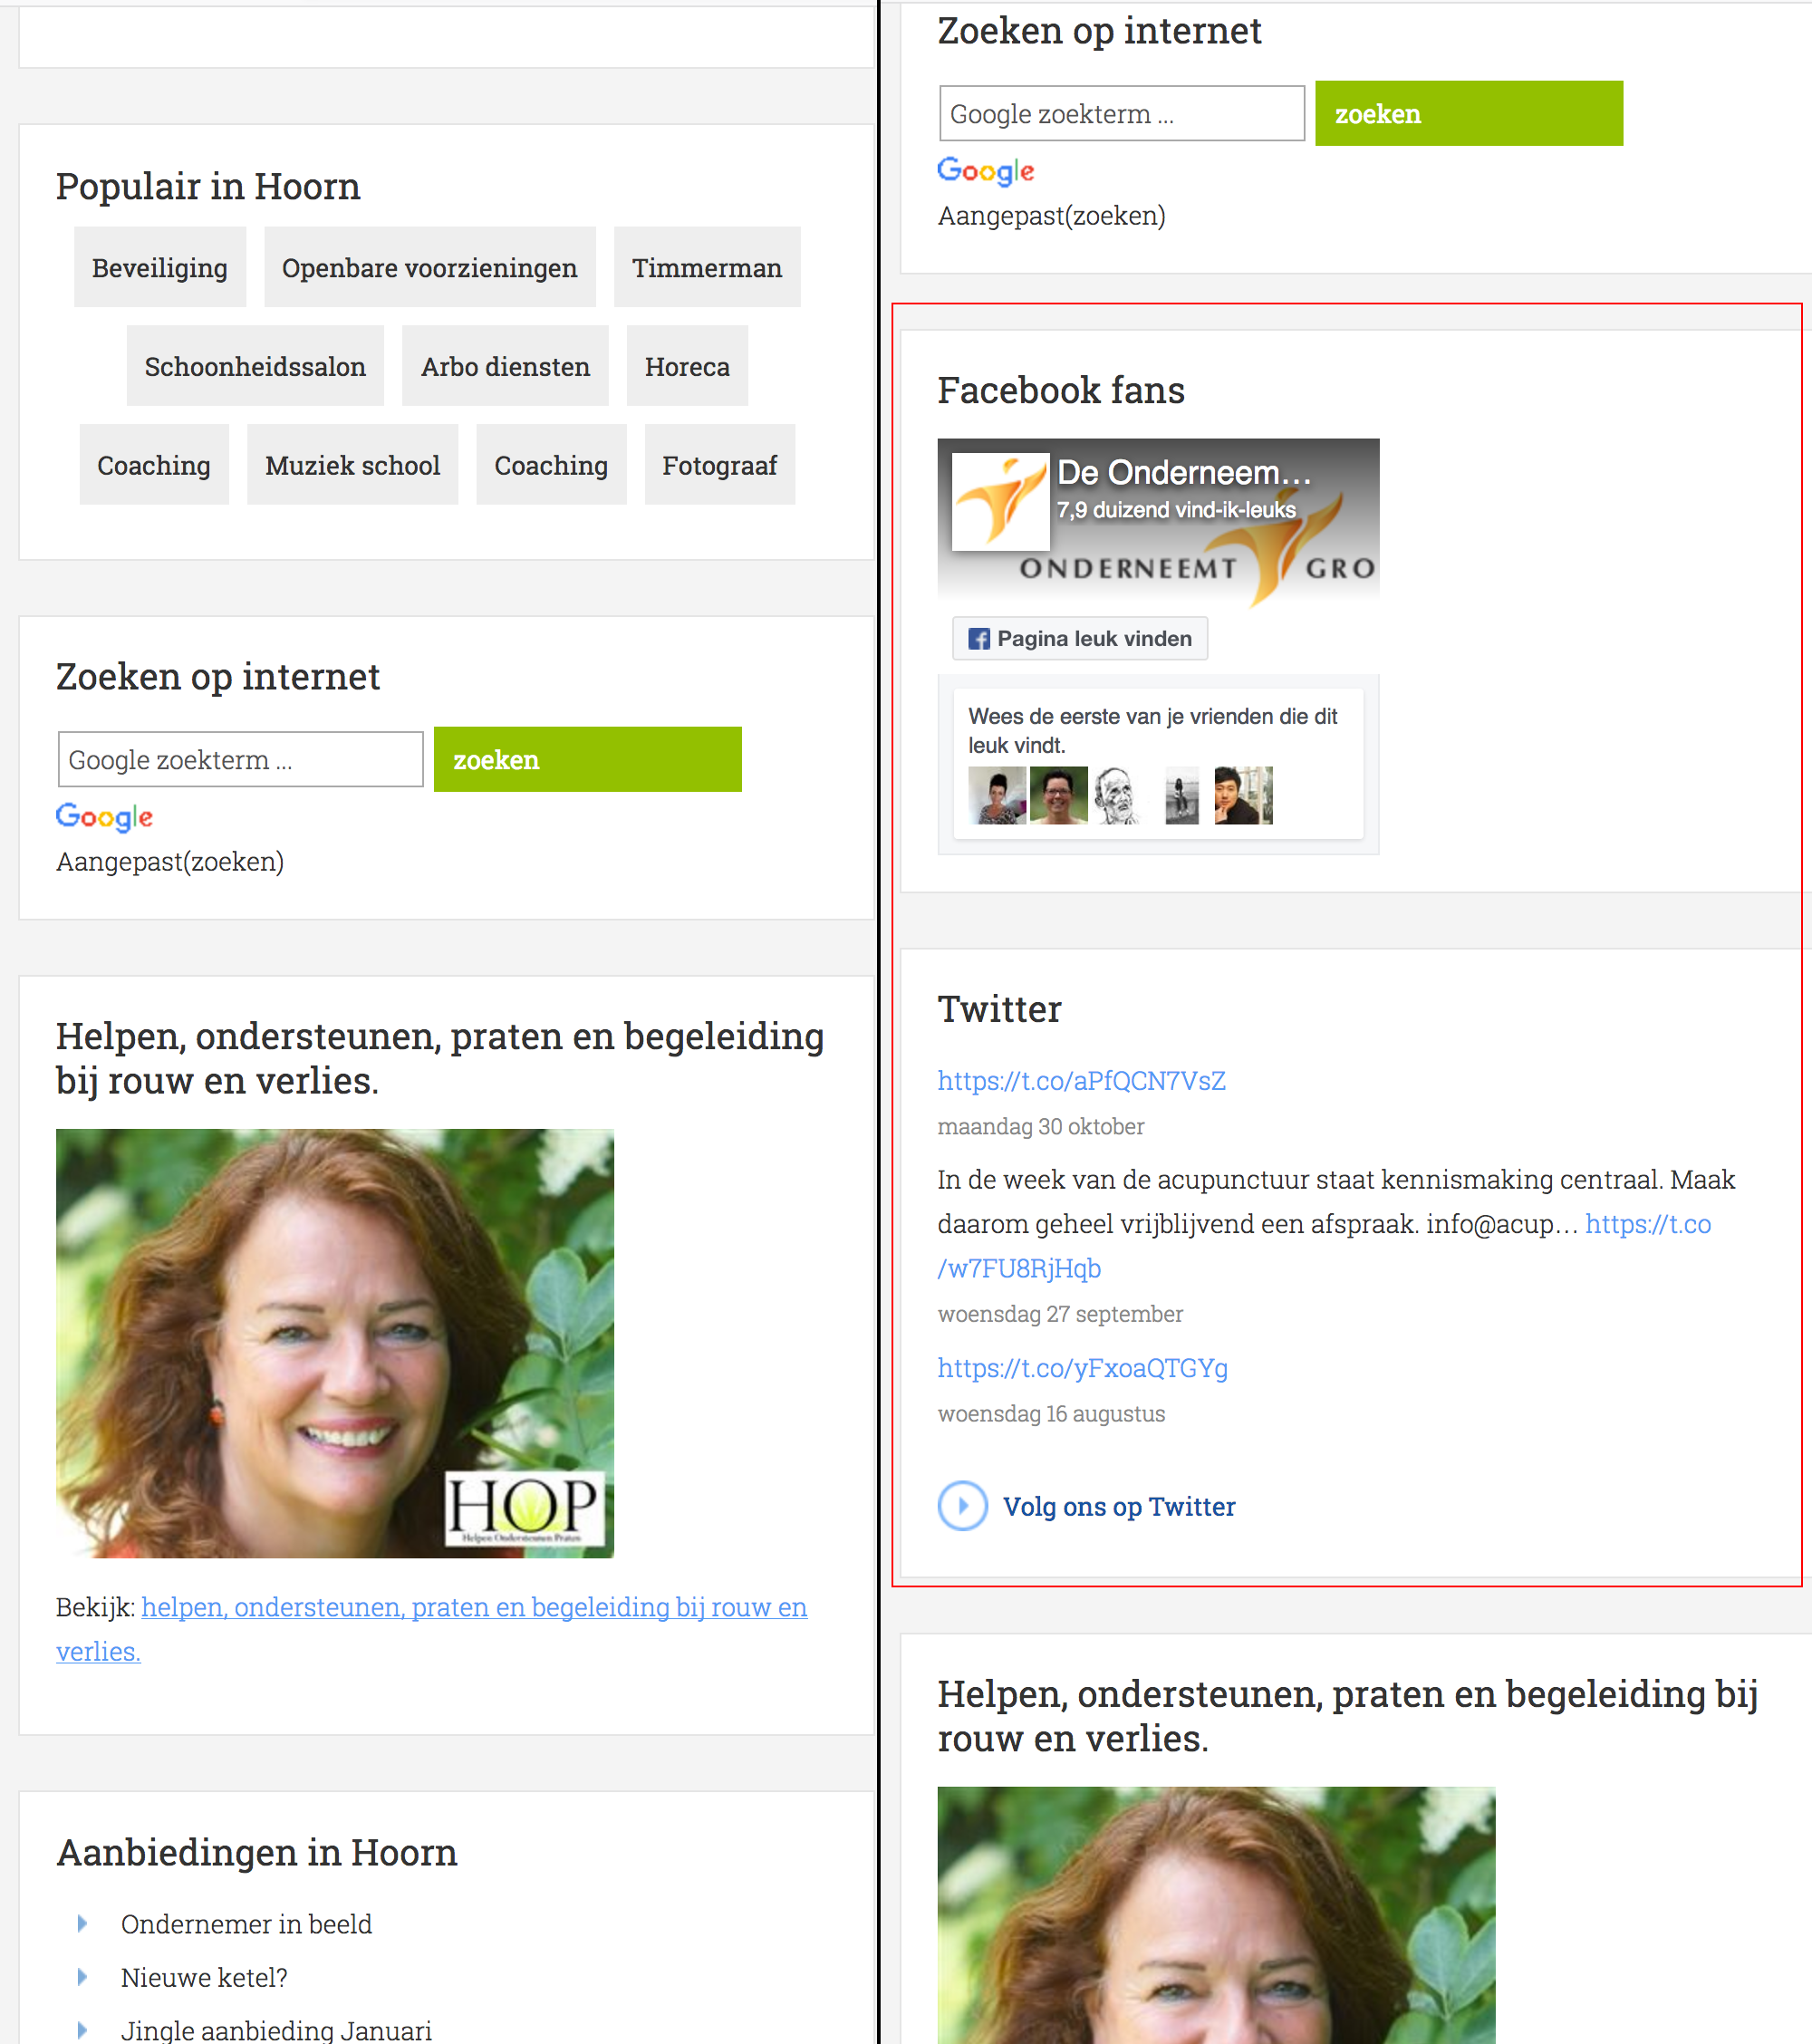 Populair in Hoorn
Beveiliging
Openbare voorzieningen
Timmerman
Schoonheidssalon
Arbo diensten
Horeca
Coaching
Muziek school
Coaching
Fotograaf
Zoeken op internet
Google zoekterm ...
zoeken
Google
Aangepast(zoeken)
Helpen, ondersteunen, praten en begeleiding
bij rouw en verlies.
HOP
Helpen Ondersteunen Praten
Bekijk: helpen, ondersteunen, praten en begeleiding bij rouw en
verlies.
Aanbiedingen in Hoorn
Ondernemer in beeld
Nieuwe ketel?
Jingle aanbieding Januari
Zoeken op internet
Google zoekterm ...
zoeken
Google
Aangepast(zoeken)
Facebook fans
De Onderneem...
7,9 duizend vind-ik-leuks
ONDERNEEMT GRO
Pagina leuk vinden
Wees de eerste van je vrienden die dit
leuk vindt.
Twitter
https://t.co/aPfQCN7VsZ
maandag 30 oktober
In de week van de acupunctuur staat kennismaking centraal. Maak
daarom geheel vrijblijvend een afspraak. info@acup… https://t.co
/w7FU8RjHqb
woensdag 27 september
https://t.co/yFxoaQTGYg
woensdag 16 augustus
Volg ons op Twitter
Helpen, ondersteunen, praten en begeleiding bij
rouw en verlies.